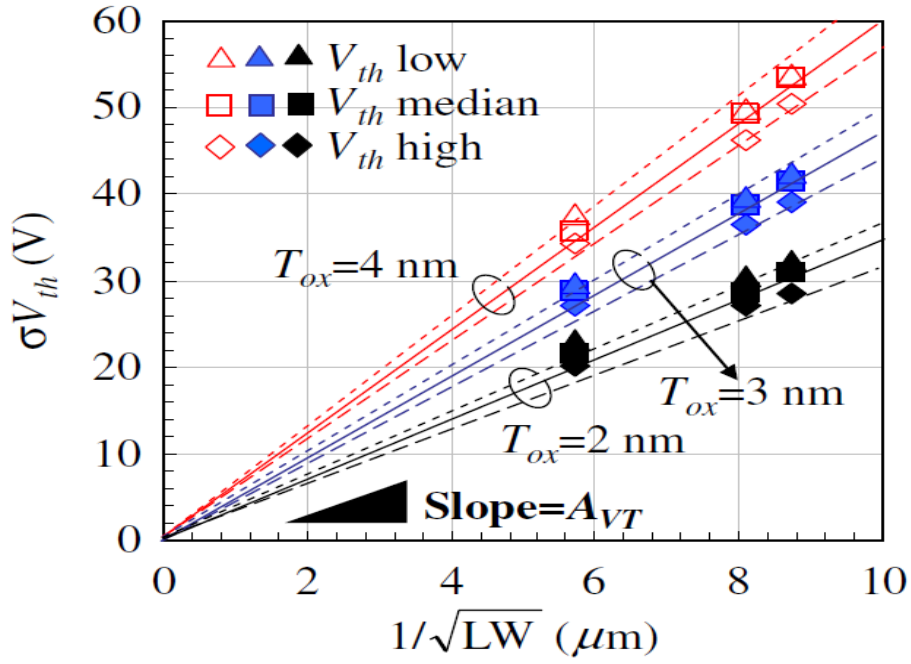 60
50
40
30
20
10
0
σV_th (V)
V_th low
V_th median
V_th high
T_ox=4 nm
T_ox=3 nm
T_ox=2 nm
Slope=A_VT
0 2 4 6 8 10
1/√LW (μm)